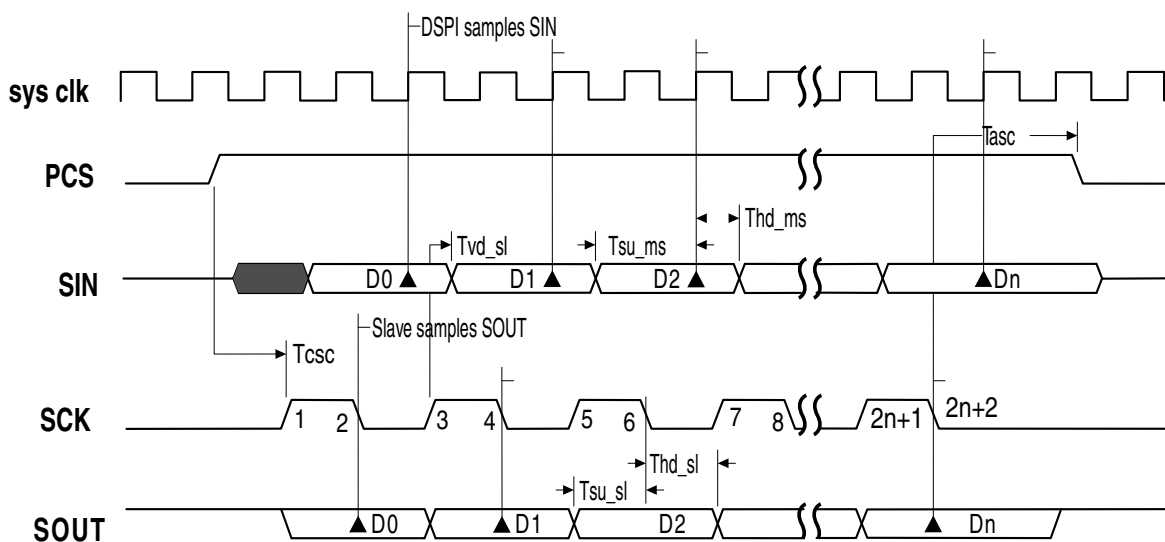 DSPI samples SIN
sys clk
Tasc
PCS
Thd_ms
Tvd_sl Tsu_ms
SIN D0 D1 D2 Dn
Slave samples SOUT
Tcsc
SCK 1 2 3 4 5 6 7 8 2n+1 2n+2
Thd_sl
Tsu_sl
SOUT D0 D1 D2 Dn